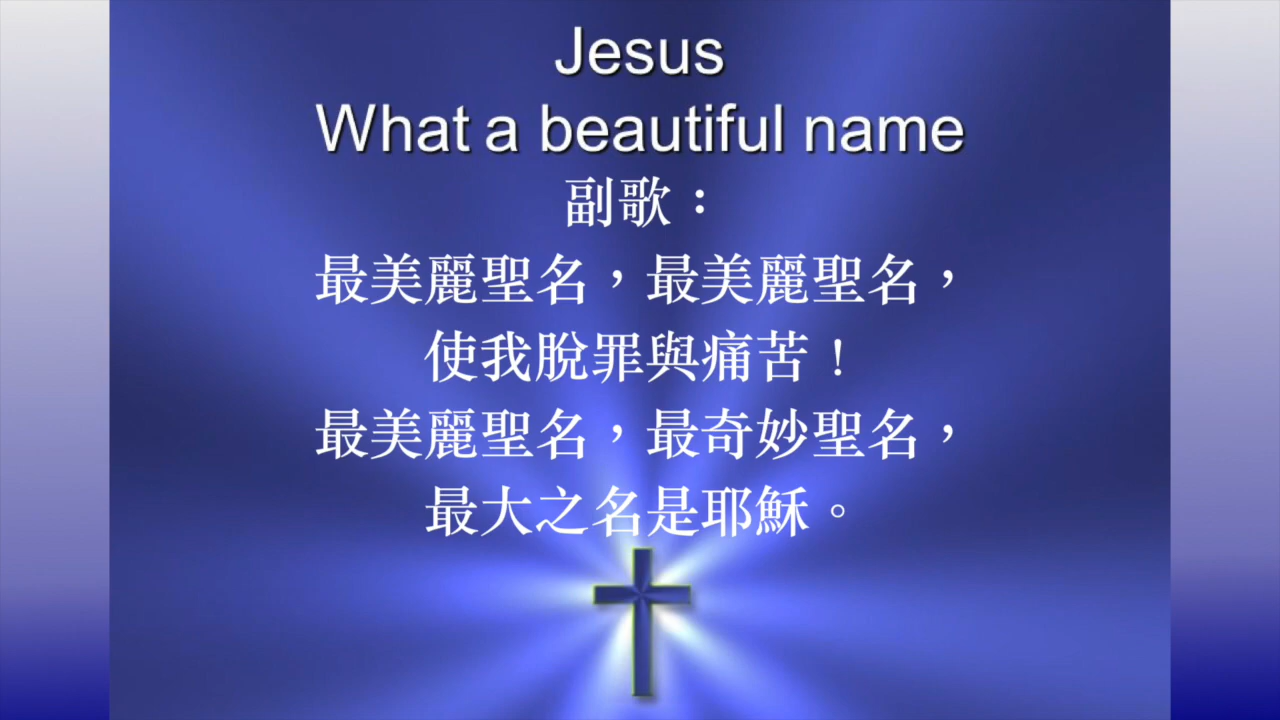 Jesus
What a beautiful name
副歌：
最美麗聖名，最美麗聖名，
使我脫罪與痛苦！
最美麗聖名，最奇妙聖名，
最大之名是耶穌。